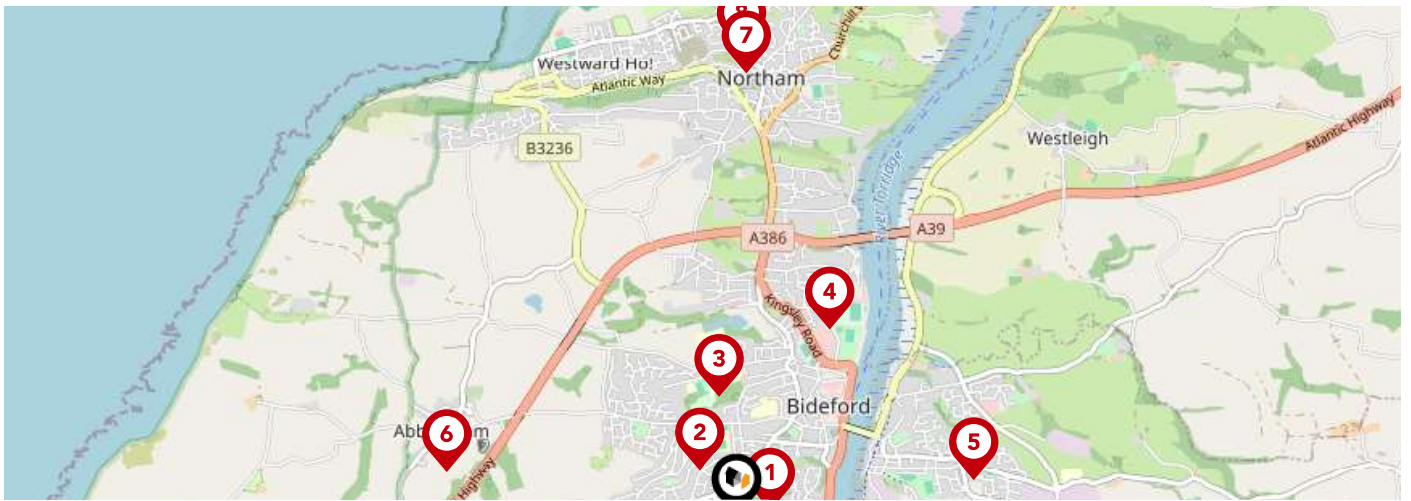 7
Westward Ho!
Northam
Churchill
Atlantic Way
B3236
Westleigh
Atlantic Highway
River Torridge
A386
A39
4
Kingsley Road
3
Bideford
2
6
5
1
Highway